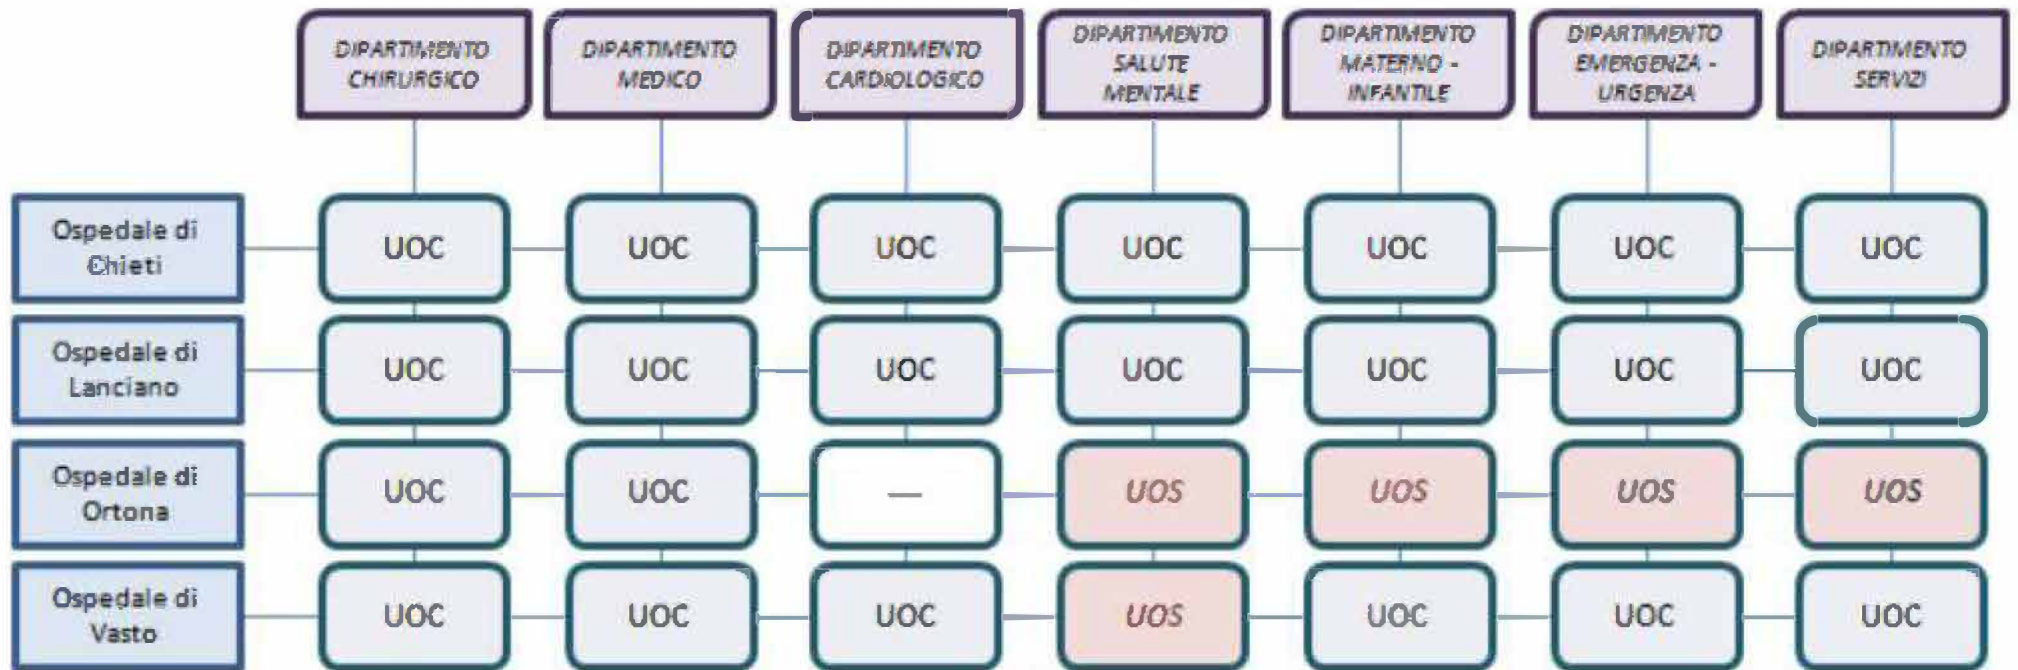 DIPARTIMENTO
CHIRURGICO
DIPARTIMENTO
MEDICO
DIPARTIMENTO
CARDIOLOGICO
DIPARTIMENTO
SALUTE
MENTALE
DIPARTIMENTO
MATERNO -
INFANTILE
DIPARTIMENTO
EMERGENZA -
URGENZA
DIPARTIMENTO
SERVIZI
Ospedale di
Chieti
UOC UOC UOC UOC UOC UOC UOC
Ospedale di
Lanciano
UOC UOC UOC UOC UOC UOC UOC
Ospedale di
Ortona
UOC UOC — UOS UOS UOS UOS
Ospedale di
Vasto
UOC UOC UOC UOS UOC UOC UOC